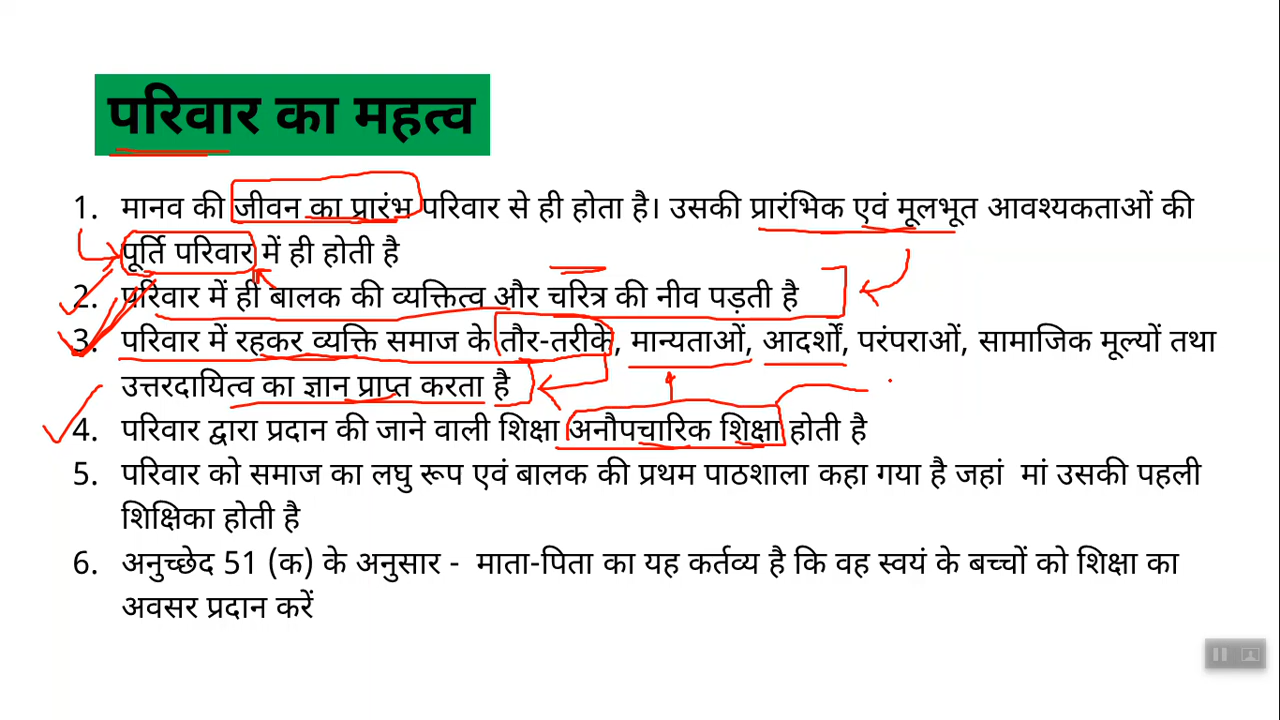 परिवार का महत्व
1. मानव की जीवन का प्रारंभ परिवार से ही होता है। उसकी प्रारंभिक एवं मूलभूत आवश्यकताओं की
पूर्ति परिवार में ही होती है
2. परिवार में ही बालक की व्यक्तित्व और चरित्र की नीव पड़ती है
3. परिवार में रहकर व्यक्ति समाज के तौर-तरीके, मान्यताओं, आदर्शों, परंपराओं, सामाजिक मूल्यों तथा
उत्तरदायित्व का ज्ञान प्राप्त करता है
4. परिवार द्वारा प्रदान की जाने वाली शिक्षा अनौपचारिक शिक्षा होती है
5. परिवार को समाज का लघु रूप एवं बालक की प्रथम पाठशाला कहा गया है जहां मां उसकी पहली
शिक्षिका होती है
6. अनुच्छेद 51 (क) के अनुसार - माता-पिता का यह कर्तव्य है कि वह स्वयं के बच्चों को शिक्षा का
अवसर प्रदान करें